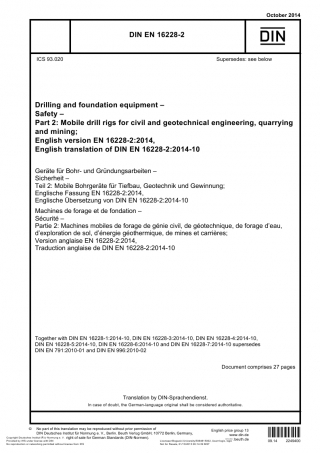 October 2014
DIN EN 16228-2
DIN
ICS 93.020
Supersedes: see below
Drilling and foundation equipment –
Safety –
Part 2: Mobile drill rigs for civil and geotechnical engineering, quarrying
and mining;
English version EN 16228-2:2014,
English translation of DIN EN 16228-2:2014-10
Geräte für Bohr- und Gründungsarbeiten –
Sicherheit –
Teil 2: Mobile Bohrgeräte für Tiefbau, Geotechnik und Gewinnung;
Englische Fassung EN 16228-2:2014,
Englische Übersetzung von DIN EN 16228-2:2014-10
Machines de forage et de fondation –
Sécurité –
Partie 2: Machines mobiles de forage de génie civil, de géotechnique, de forage d'eau,
d'exploration de sol, d'énergie géothermique, de mines et carrières;
Version anglaise EN 16228-2:2014,
Traduction anglaise de DIN EN 16228-2:2014-10
Together with DIN EN 16228-1:2014-10, DIN EN 16228-3:2014-10, DIN EN 16228-4:2014-10,
DIN EN 16228-5:2014-10, DIN EN 16228-6:2014-10 and DIN EN 16228-7:2014-10 supersedes
DIN EN 791:2010-01 and DIN EN 996:2010-02
Document comprises 27 pages
Translation by DIN-Sprachendienst.
In case of doubt, the German-language original shall be considered authoritative.
No part of this translation may be reproduced without prior permission of
DIN Deutsches Institut für Normung e. V., Berlin. Beuth Verlag GmbH, 10772 Berlin, Germany,
right of sale for German Standards (DIN-Normen).
English price group 13
www.din.de
www.beuth.de